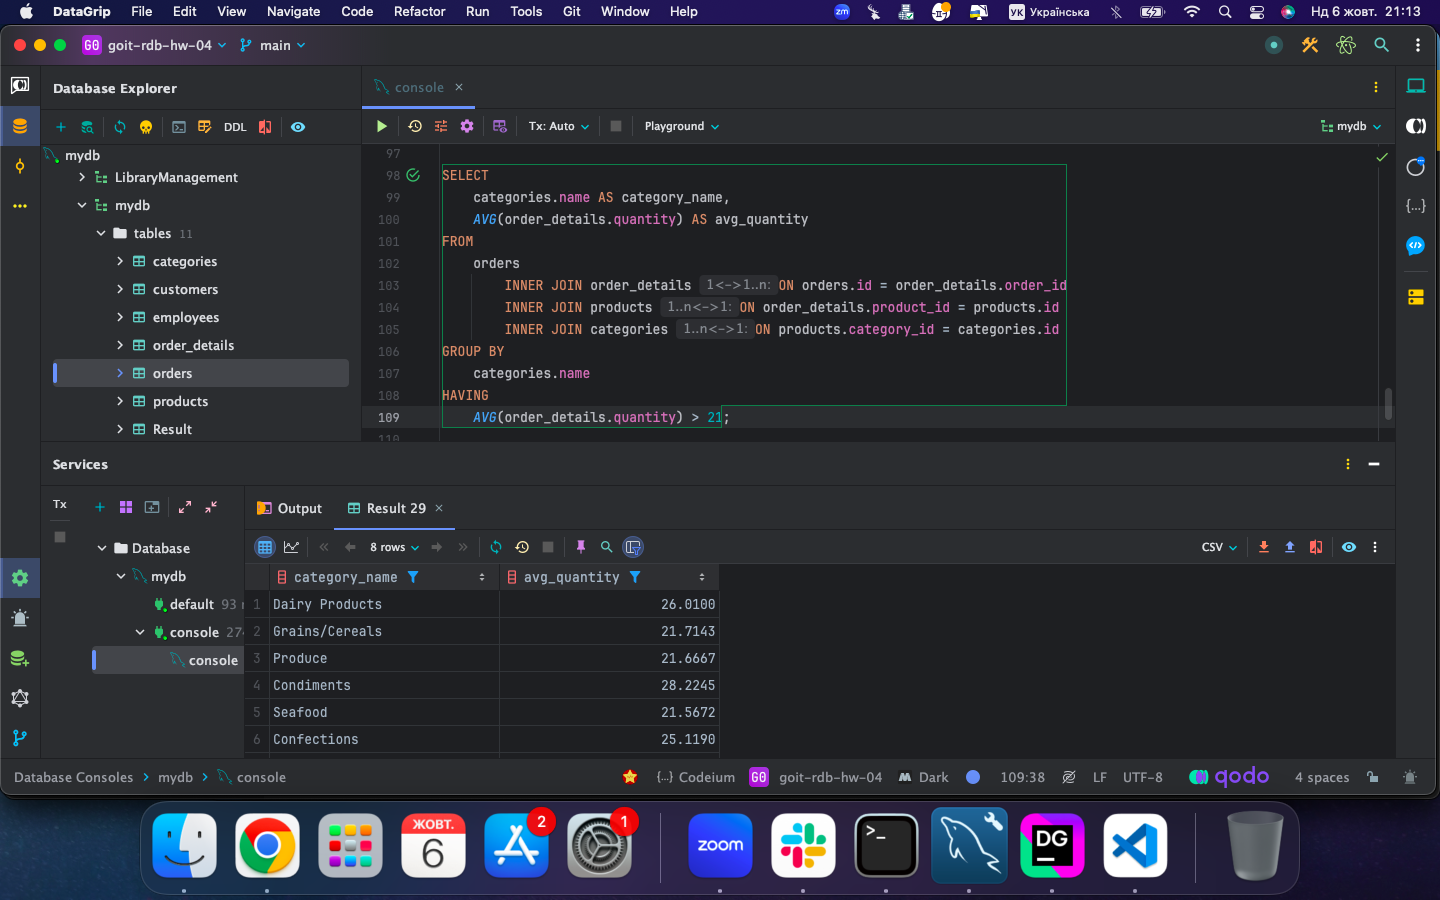 DataGrip File Edit View Navigate Code Refactor Run Tools Git Window Help zm УК Українська Нд 6 жовт. 21:13
GO goit-rdb-hw-04 main
Database Explorer
console
DDL
Tx: Auto Playground mydb
mydb
LibraryManagement
mydb
tables 11
categories
customers
employees
order_details
orders
products
Result
97
98 SELECT
99 categories.name AS category_name,
100 AVG(order_details.quantity) AS avg_quantity
101 FROM
102 orders
103 INNER JOIN order_details 1<->1..n: ON orders.id = order_details.order_id
104 INNER JOIN products 1..n<->1: ON order_details.product_id = products.id
105 INNER JOIN categories 1..n<->1: ON products.category_id = categories.id
106 GROUP BY
107 categories.name
108 HAVING
109 AVG(order_details.quantity) > 21;
110
Services
Tx
Database
mydb
default 93
console 274
console
Output Result 29
8 rows CSV
category_name avg_quantity
1 Dairy Products 26.0100
2 Grains/Cereals 21.7143
3 Produce 21.6667
4 Condiments 28.2245
5 Seafood 21.5672
6 Confections 25.1190
Database Consoles mydb console {...} Codeium GO goit-rdb-hw-04 Dark 109:38 LF UTF-8 qodo 4 spaces
ЖОВТ.
6
2
1
zoom
>_
DG